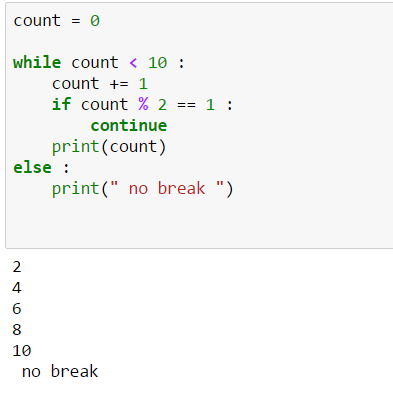 count = 0
while count < 10 :
    count += 1
    if count % 2 == 1 :
        continue
    print(count)
else :
    print(" no break ")
2
4
6
8
10
 no break